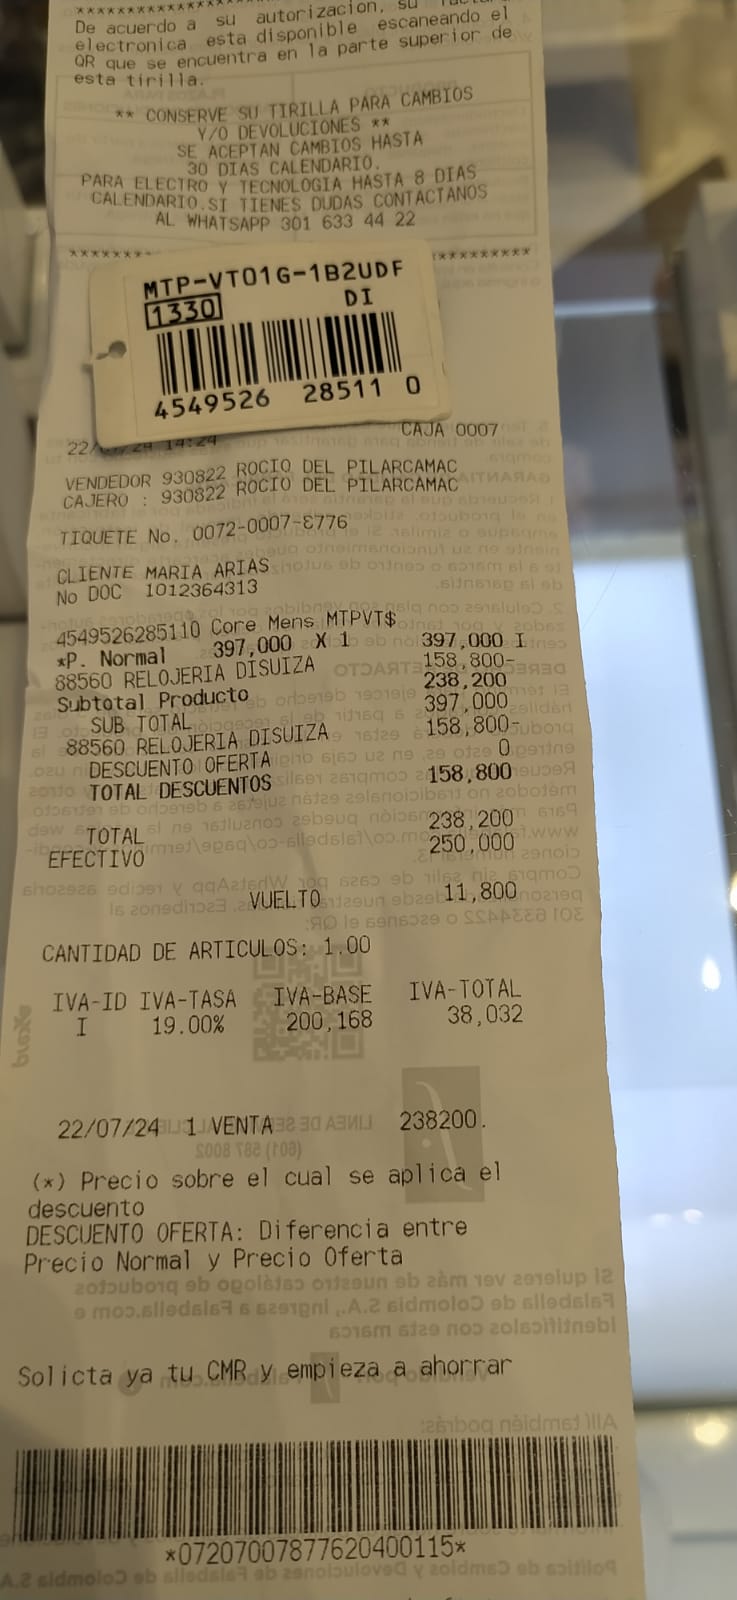 *********************
De acuerdo a su autorizacion, su
electronica esta disponible escaneando el
QR que se encuentra en la parte superior de
esta tirilla.
** CONSERVE SU TIRILLA PARA CAMBIOS
Y/O DEVOLUCIONES **
SE ACEPTAN CAMBIOS HASTA
30 DIAS CALENDARIO.
PARA ELECTRO Y TECNOLOGIA HASTA 8 DIAS
CALENDARIO.SI TIENES DUDAS CONTACTANOS
AL WHATSAPP 301 633 44 22
MTP-VT01G-1B2UDF
1330 DI
4549526 28511 0
CAJA 0007
14:24
VENDEDOR 930822 ROCIO DEL PILARCAMAC
CAJERO : 930822 ROCIO DEL PILARCAMAC
TIQUETE No. 0072-0007-8776
CLIENTE MARIA ARIAS
No DOC 1012364313
4549526285110 Core Mens MTPVT$
*P. Normal 397,000 X 1 397,000 I
88560 RELOJERIA DISUIZA 158,800-
Subtotal Producto 238,200
SUB TOTAL 397,000
88560 RELOJERIA DISUIZA 158,800-
DESCUENTO OFERTA 0
TOTAL DESCUENTOS 158,800
TOTAL 238,200
EFECTIVO 250,000
VUELTO 11,800
CANTIDAD DE ARTICULOS: 1.00
IVA-ID IVA-TASA IVA-BASE IVA-TOTAL
I 19.00% 200,168 38,032
22/07/24 1 VENTA 238200.
(*) Precio sobre el cual se aplica el
descuento
DESCUENTO OFERTA: Diferencia entre
Precio Normal y Precio Oferta
Solicta ya tu CMR y empieza a ahorrar
*07207007877620400115*